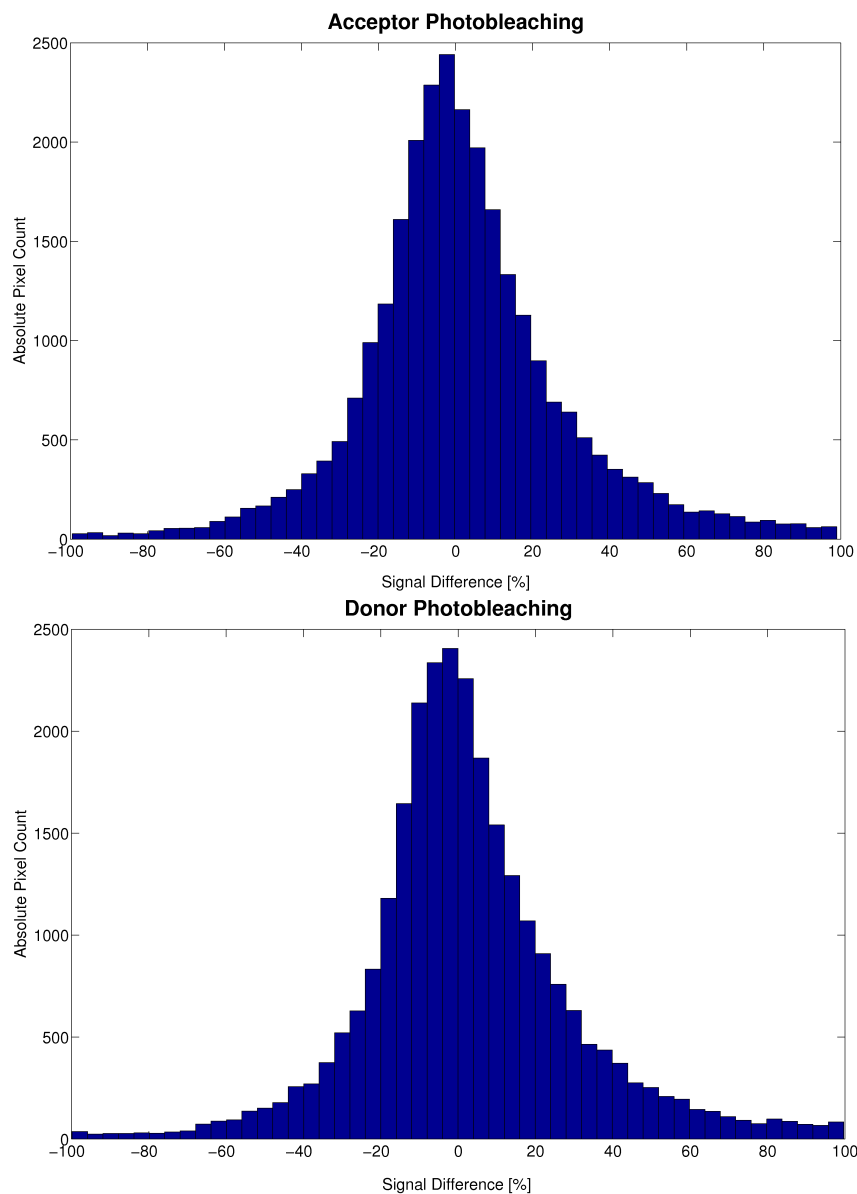 Acceptor Photobleaching
2500
2000
1500
1000
500
0
Absolute Pixel Count
−100 −80 −60 −40 −20 0 20 40 60 80 100
Signal Difference [%]
Donor Photobleaching
2500
2000
1500
1000
500
0
Absolute Pixel Count
−100 −80 −60 −40 −20 0 20 40 60 80 100
Signal Difference [%]